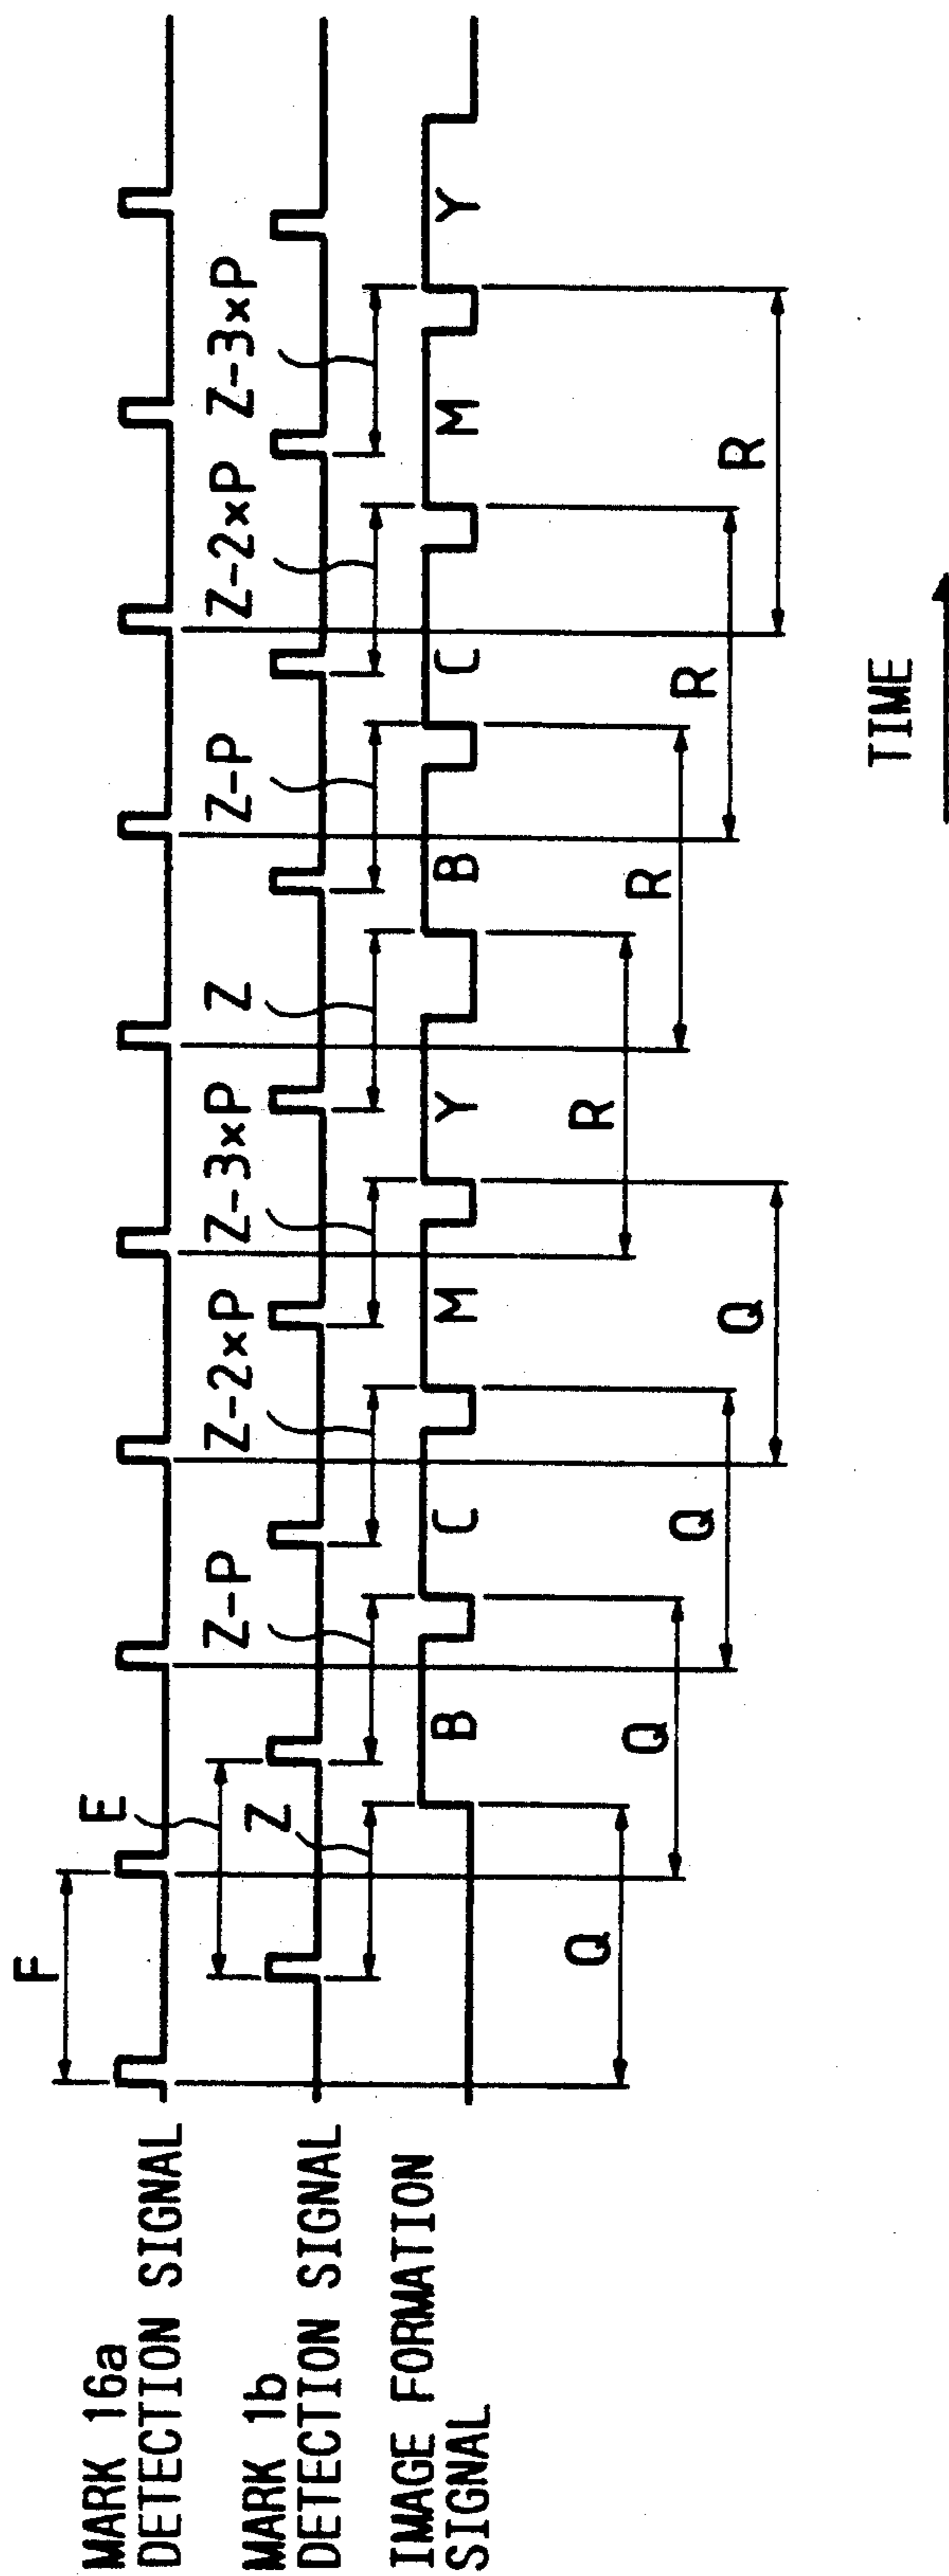 MARK 16a
DETECTION SIGNAL
F
MARK 1b
DETECTION SIGNAL
E
Z
Z-P
Z-2×P
Z-3×P
Z
Z-P
Z-2×P
Z-3×P
IMAGE FORMATION
SIGNAL
B
C
M
Y
B
C
M
Y
Q
Q
Q
Q
R
R
R
R
TIME